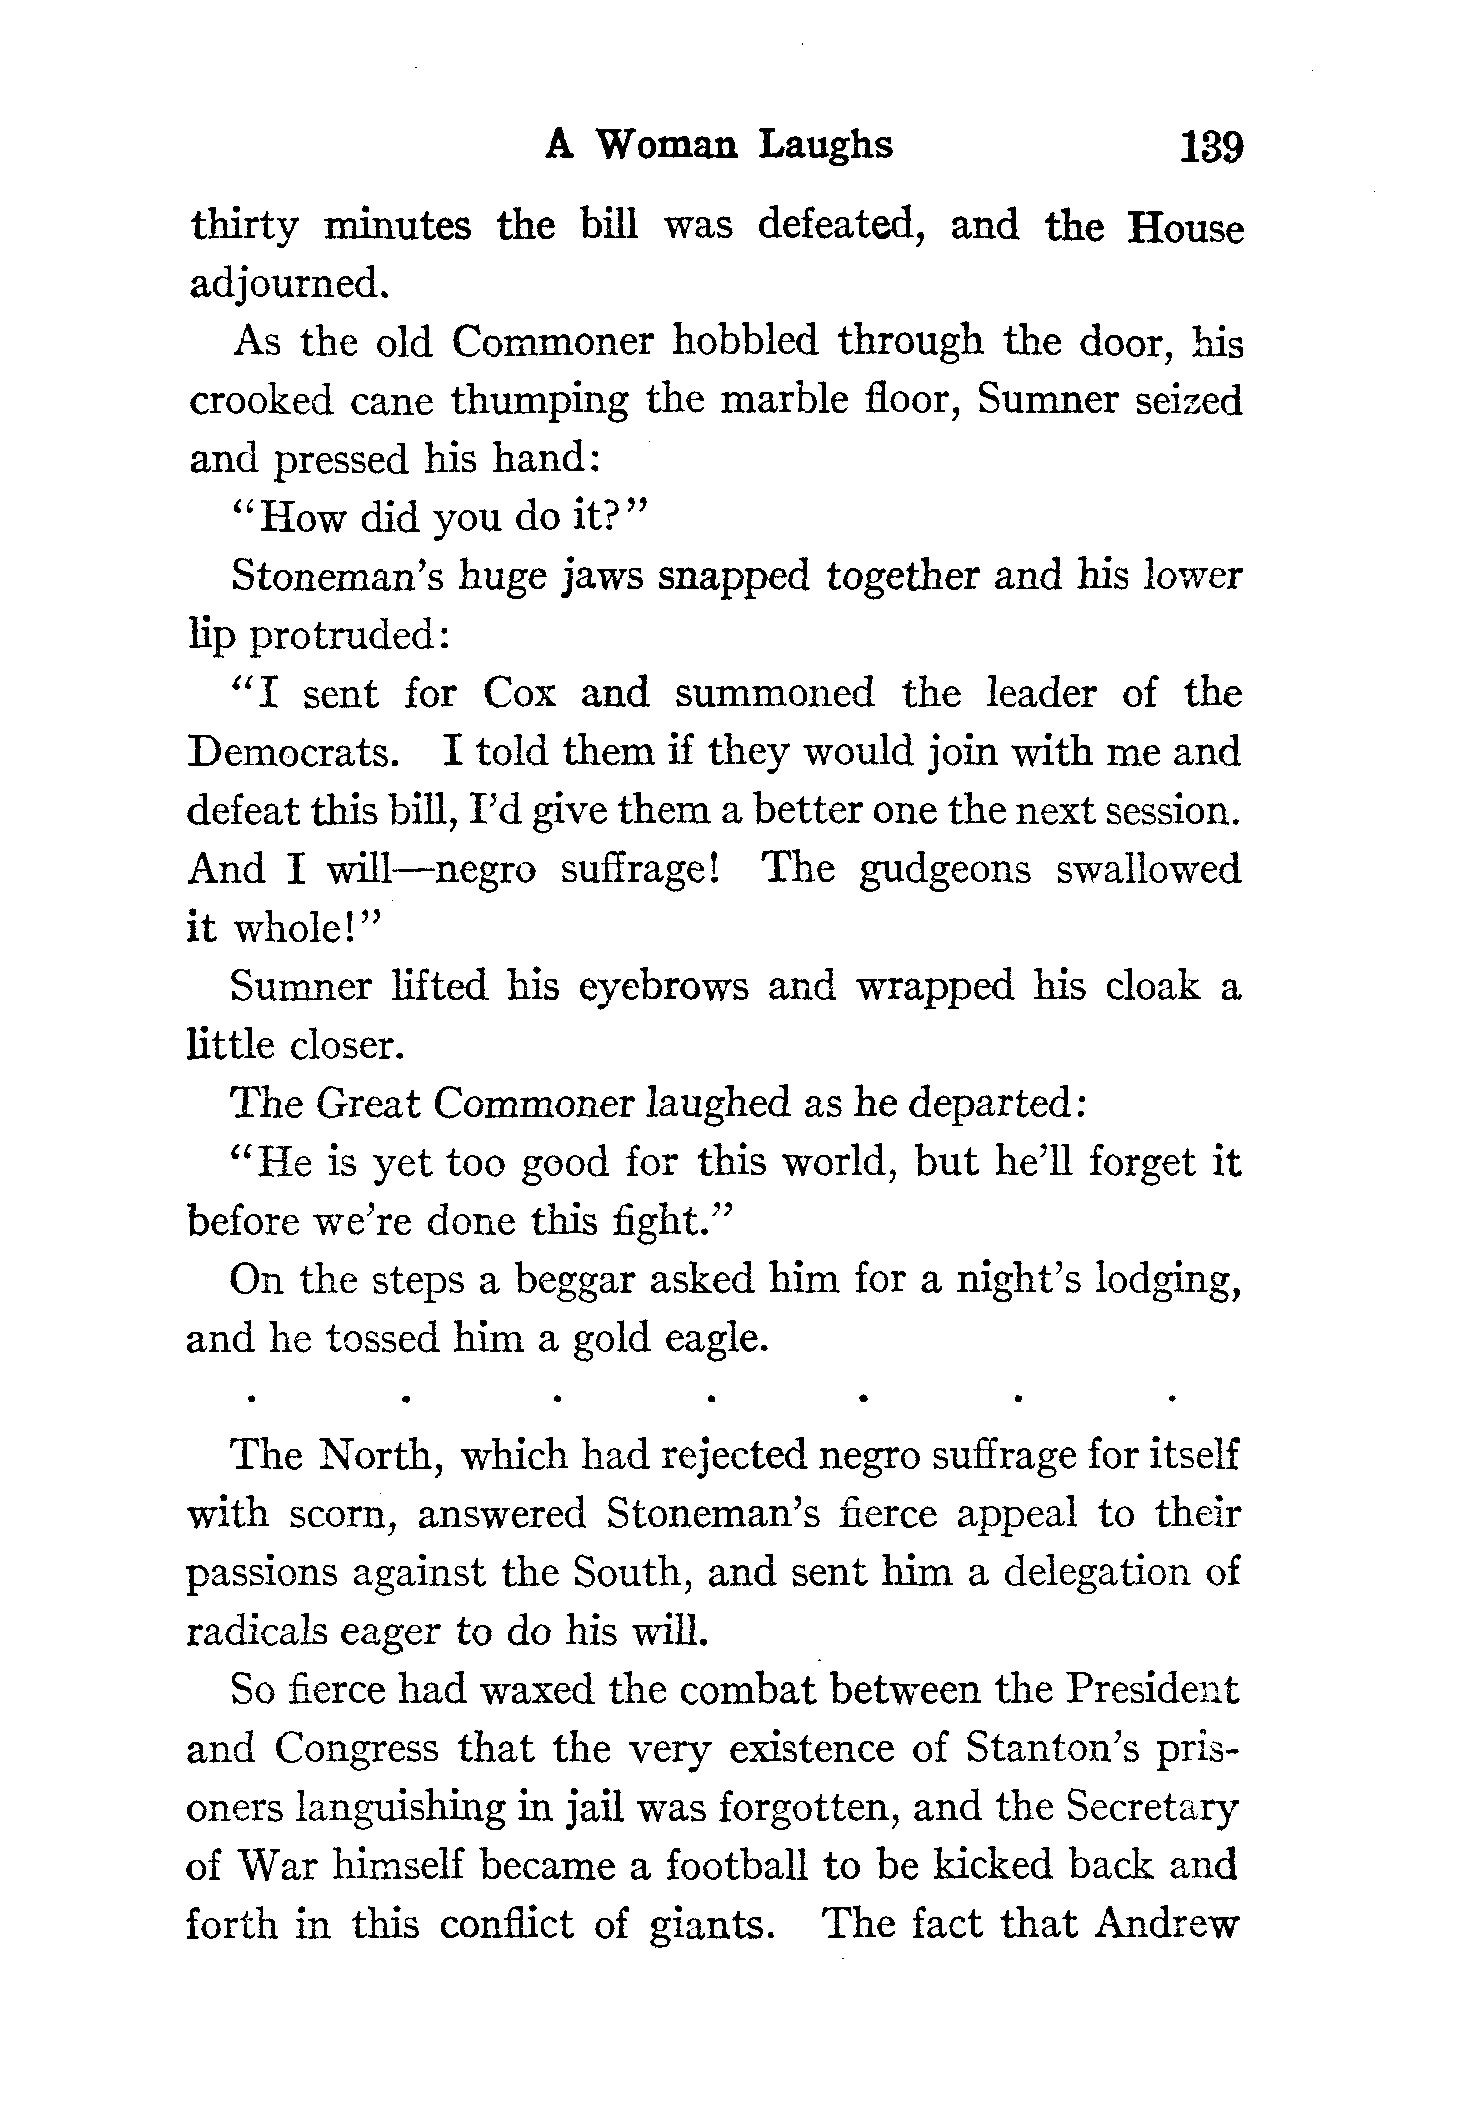 A Woman Laughs 139
thirty minutes the bill was defeated, and the House
adjourned.
As the old Commoner hobbled through the door, his
crooked cane thumping the marble floor, Sumner seized
and pressed his hand:
"How did you do it?"
Stoneman's huge jaws snapped together and his lower
lip protruded:
"I sent for Cox and summoned the leader of the
Democrats. I told them if they would join with me and
defeat this bill, I'd give them a better one the next session.
And I will—negro suffrage! The gudgeons swallowed
it whole!"
Sumner lifted his eyebrows and wrapped his cloak a
little closer.
The Great Commoner laughed as he departed:
"He is yet too good for this world, but he'll forget it
before we're done this fight."
On the steps a beggar asked him for a night's lodging,
and he tossed him a gold eagle.
. . . . . . .
The North, which had rejected negro suffrage for itself
with scorn, answered Stoneman's fierce appeal to their
passions against the South, and sent him a delegation of
radicals eager to do his will.
So fierce had waxed the combat between the President
and Congress that the very existence of Stanton's pris-
oners languishing in jail was forgotten, and the Secretary
of War himself became a football to be kicked back and
forth in this conflict of giants. The fact that Andrew